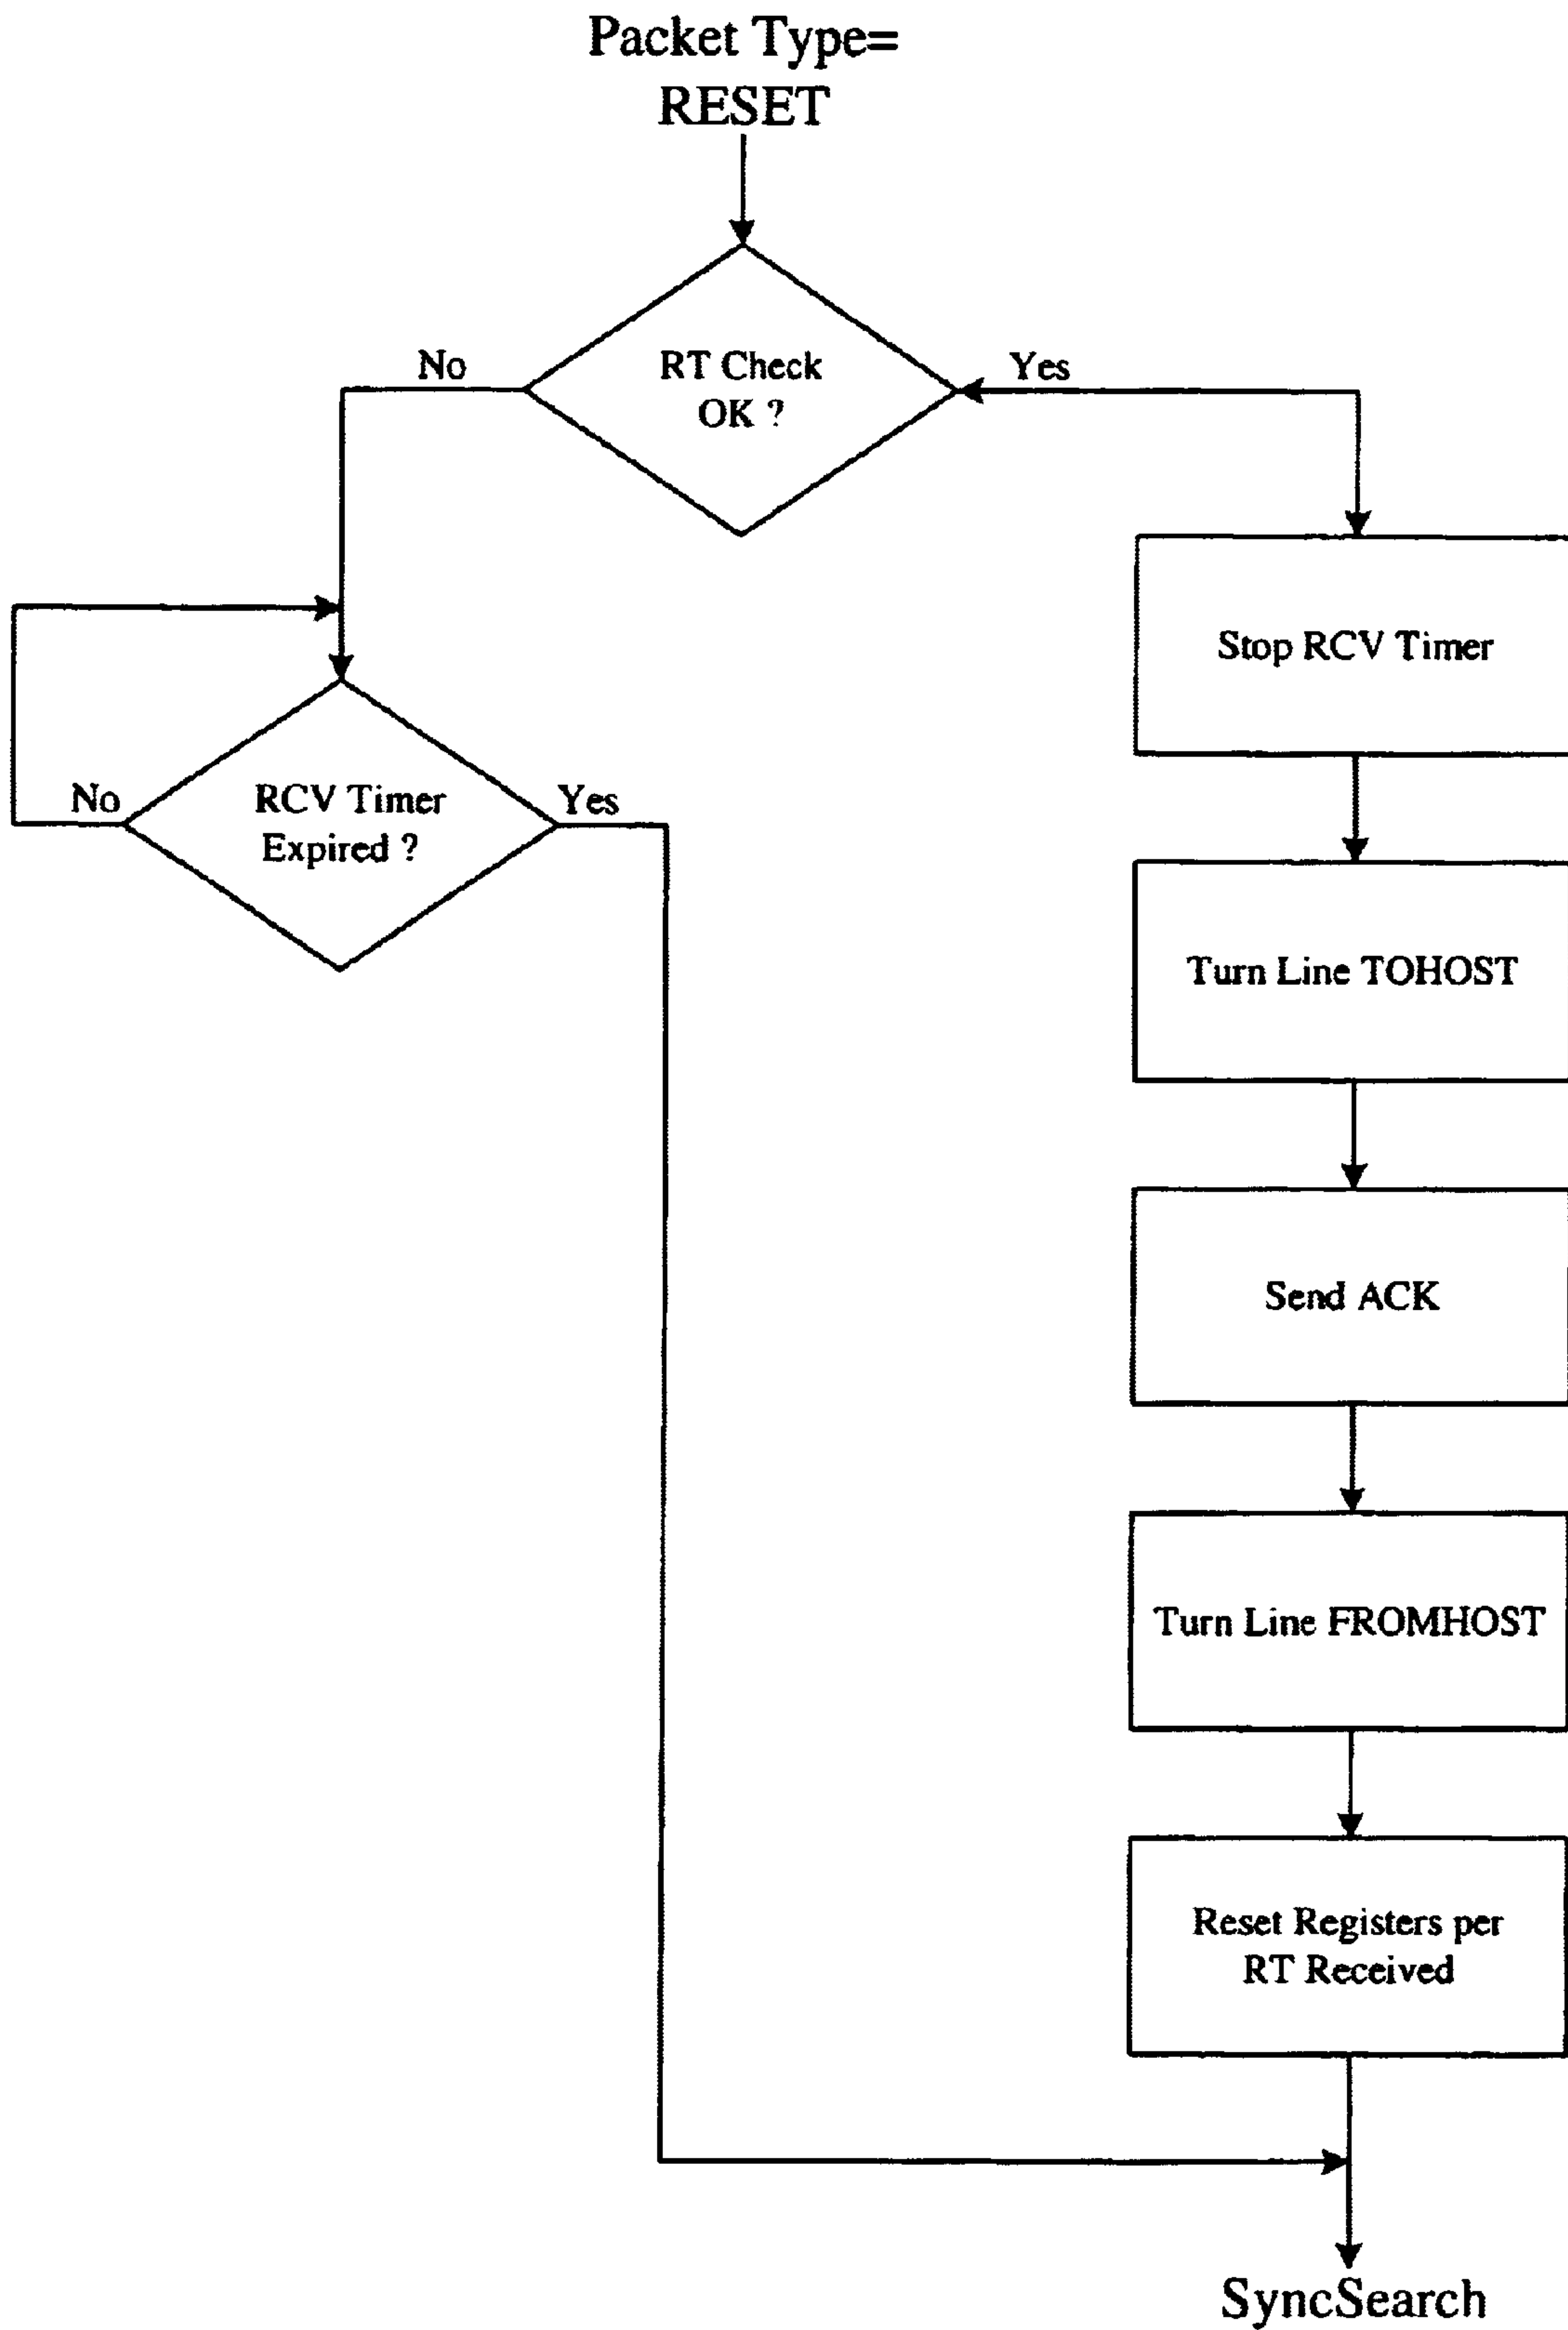 Packet Type=
RESET
No
RT Check
OK ?
Yes
Stop RCV Timer
No
RCV Timer
Expired ?
Yes
Turn Line TOHOST
Send ACK
Turn Line FROMHOST
Reset Registers per
RT Received
SyncSearch